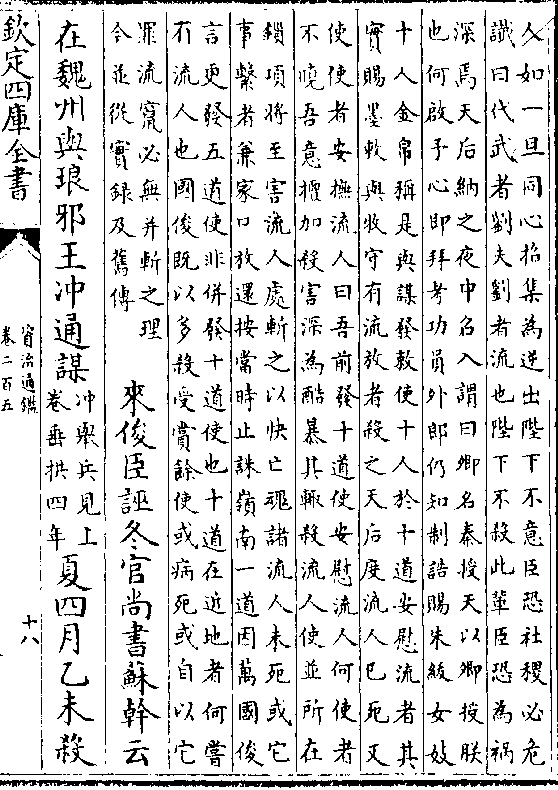 久如一旦同心招集為逆出陛下不意臣恐社稷必危
讖曰代武者劉夫劉者流也陛下不殺此輩臣恐為禍
深焉天后納之夜中召入謂曰卿名秦授天以卿授朕
也何啟予心即拜考功員外郎仍知制誥賜朱紱女妓
十人金帛稱是與謀發敕使十人於十道安慰流者其
實賜墨敕與牧守有流放者殺之天后度流人已死又
使使者安撫流人曰吾前發十道使安慰流人何使者
不曉吾意擅加殺害深為酷暴其輒殺流人使並所在
鎖項將至害流人處斬之以快亡魂諸流人未死或它
事繫者兼家口放還按當時止誅嶺南一道因萬國俊
言更發五道使非併發十道使也十道在近地者何嘗
有流人也國俊既以多殺受賞餘使或病死或自以它
罪流竄必無并斬之理
今並從實錄及舊傳
來俊臣誣冬官尚書蘇幹云
在魏州與琅邪王冲通謀
冲舉兵見上
卷垂拱四年
夏四月乙未殺
欽定四庫全書
資治通鑑
卷二百五
十八